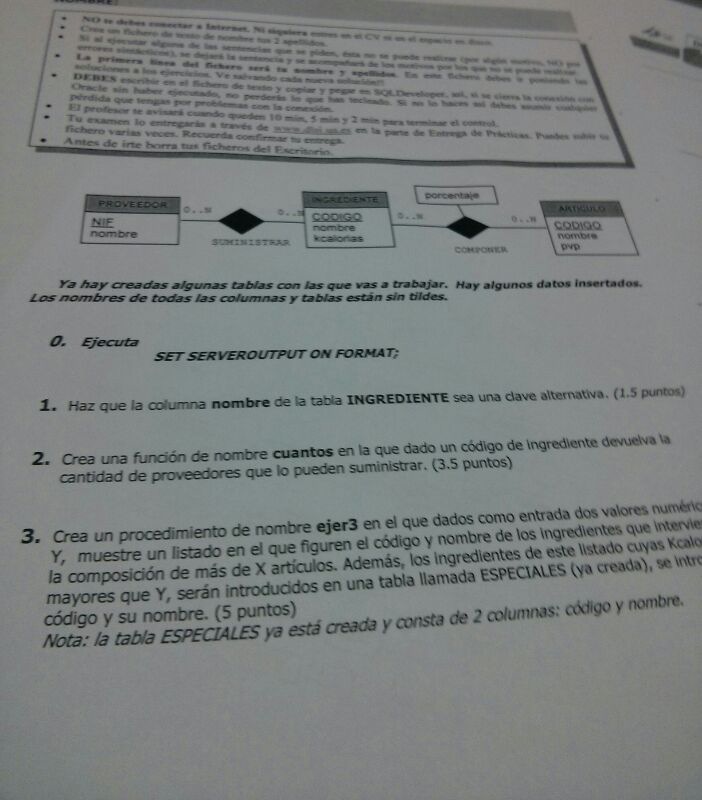 NOMBRE:
NO te debes conectar a Internet. Ni siquiera entres en el CV ni en el espacio en disco.
Crea un fichero de texto de nombre tus 2 apellidos.
Si al ejecutar alguna de las sentencias que se piden, ésta no se puede realizar (por algún motivo, NO por
errores sintácticos), se dejará la sentencia y se acompañará de los motivos por los que no se puede realizar.
La primera línea del fichero será tu nombre y apellidos. En este fichero debes ir poniendo las
soluciones a los ejercicios. Ve salvando cada nueva solución!!!
DEBES escribir en el fichero de texto y copiar y pegar en SQLDeveloper, así, si se cierra la conexión con
Oracle sin haber ejecutado, no perderás lo que has tecleado. Si no lo haces así debes asumir cualquier
pérdida que tengas por problemas con la conexión.
El profesor te avisará cuando queden 10 min, 5 min y 2 min para terminar el control.
Tu examen lo entregarás a través de en la parte de Entrega de Prácticas. Puedes subir tu
fichero varias veces. Recuerda confirmar tu entrega.
Antes de irte borra tus ficheros del Escritorio.
PROVEEDOR
NIF
nombre
0..N
SUMINISTRAR
0..N
INGREDIENTE
CODIGO
nombre
kcalorias
0..N
porcentaje
COMPONER
0..N
ARTICULO
CODIGO
nombre
pvp
Ya hay creadas algunas tablas con las que vas a trabajar. Hay algunos datos insertados.
Los nombres de todas las columnas y tablas están sin tildes.
0. Ejecuta
SET SERVEROUTPUT ON FORMAT;
1. Haz que la columna nombre de la tabla INGREDIENTE sea una clave alternativa. (1.5 puntos)
2. Crea una función de nombre cuantos en la que dado un código de ingrediente devuelva la
cantidad de proveedores que lo pueden suministrar. (3.5 puntos)
3. Crea un procedimiento de nombre ejer3 en el que dados como entrada dos valores numéric
Y, muestre un listado en el que figuren el código y nombre de los ingredientes que intervie
la composición de más de X artículos. Además, los ingredientes de este listado cuyas Kcalo
mayores que Y, serán introducidos en una tabla llamada ESPECIALES (ya creada), se intro
código y su nombre. (5 puntos)
Nota: la tabla ESPECIALES ya está creada y consta de 2 columnas: código y nombre.